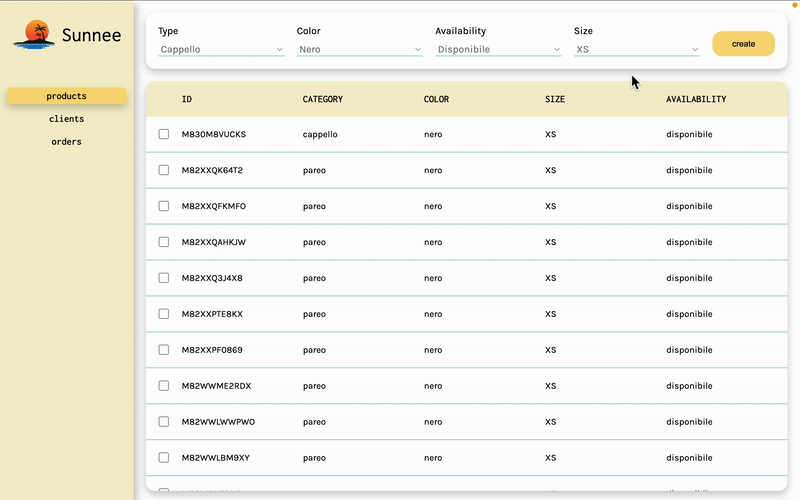 Sunnee
products
clients
orders
Type Color Availability Size
Cappello Nero Disponibile XS create
ID CATEGORY COLOR SIZE AVAILABILITY
M830M8VUCKS cappello nero XS disponibile
M82XXQK64T2 pareo nero XS disponibile
M82XXQFKMFO pareo nero XS disponibile
M82XXQAHKJW pareo nero XS disponibile
M82XXQ3J4X8 pareo nero XS disponibile
M82XXPTE8KX pareo nero XS disponibile
M82XXPF0869 pareo nero XS disponibile
M82WWME2RDX pareo nero XS disponibile
M82WWLWWPWO pareo nero XS disponibile
M82WWLBM9XY pareo nero XS disponibile